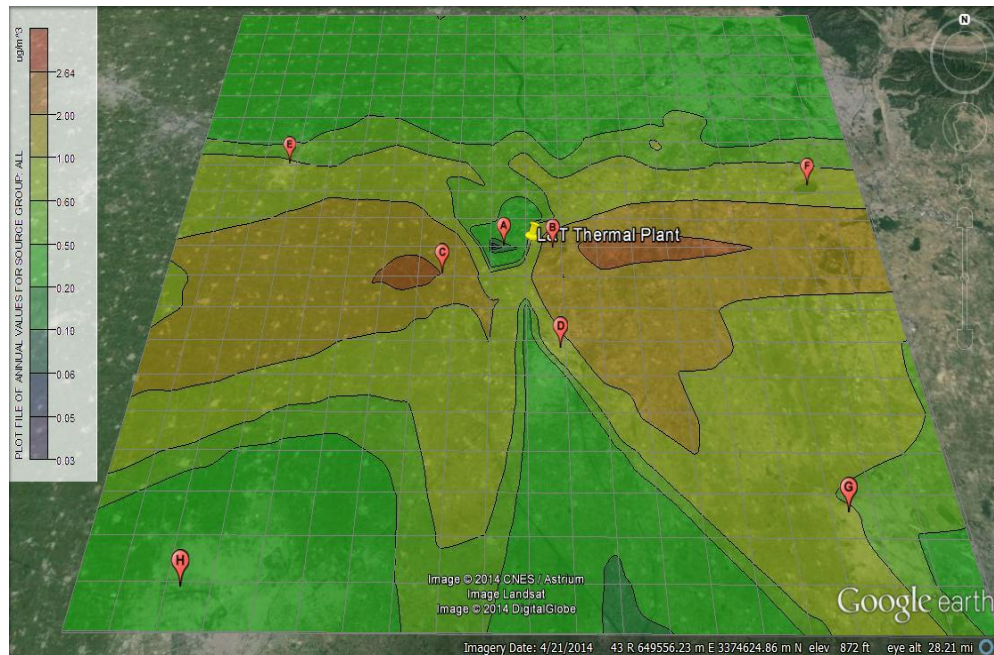 N
ug/m^3
PLOT FILE OF ANNUAL VALUES FOR SOURCE GROUP: ALL
2.64
2.00
1.00
0.60
0.50
0.20
0.10
0.06
0.05
0.03
E
F
A
B
L&T Thermal Plant
C
D
G
H
Image © 2014 CNES / Astrium
Image Landsat
Image © 2014 DigitalGlobe
Google earth
Imagery Date: 4/21/2014 43 R 649556.23 m E 3374624.86 m N elev 872 ft eye alt 28.21 mi